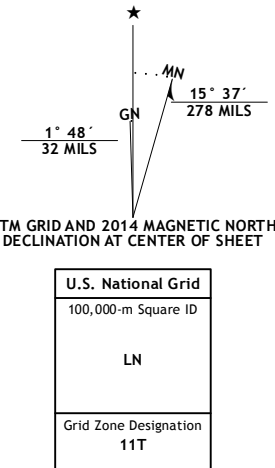 MN
15° 37´
278 MILS
GN
1° 48´
32 MILS
TM GRID AND 2014 MAGNETIC NORTH
DECLINATION AT CENTER OF SHEET
U.S. National Grid
100,000-m Square ID
LN
Grid Zone Designation
11T